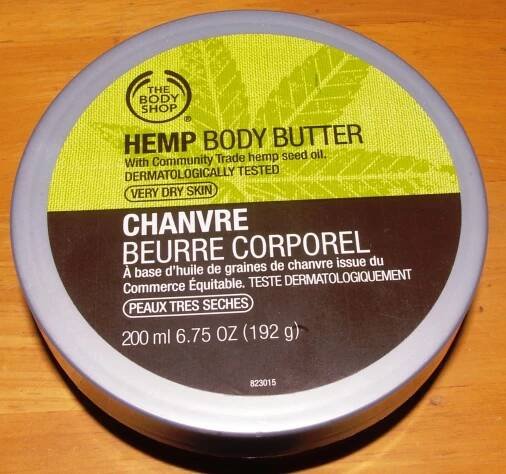 THE
BODY
SHOP®
HEMP BODY BUTTER
With Community Trade hemp seed oil.
DERMATOLOGICALLY TESTED
VERY DRY SKIN
CHANVRE
BEURRE CORPOREL
À base d'huile de graines de chanvre issue du
Commerce Équitable. TESTE DERMATOLOGIQUEMENT
PEAUX TRES SECHES
200 ml 6.75 OZ (192 g)
823015